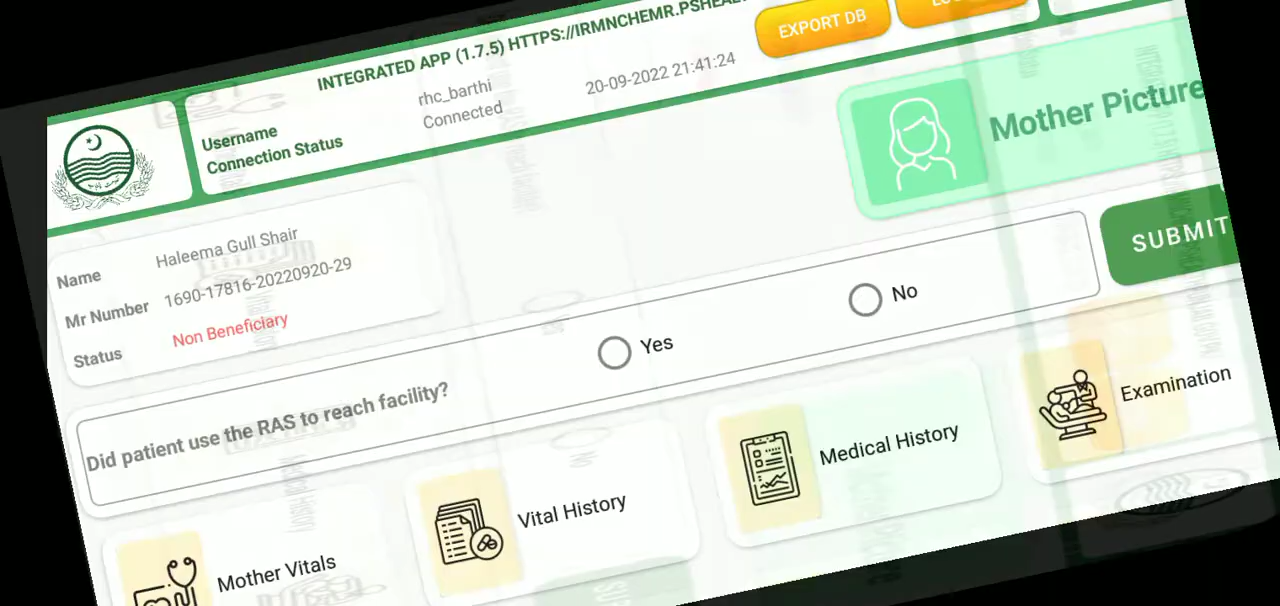 INTEGRATED APP (1.7.5) HTTPS://IRMNCHEMR.PSHEAL
EXPORT DB
Username rhc_barthi 20-09-2022 21:41:24
Connection Status Connected
Mother Picture
Name Haleema Gull Shair
Mr Number 1690-17816-20220920-29
Status Non Beneficiary
SUBMIT
Did patient use the RAS to reach facility? Yes No
Mother Vitals
Vital History
Medical History
Examination